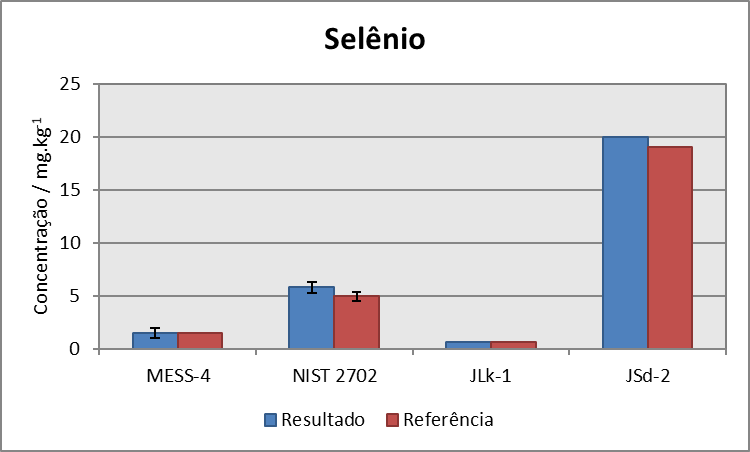 Selênio
25
20
15
10
5
0
Concentração / mg.kg⁻¹
MESS-4 NIST 2702 JLk-1 JSd-2
Resultado Referência